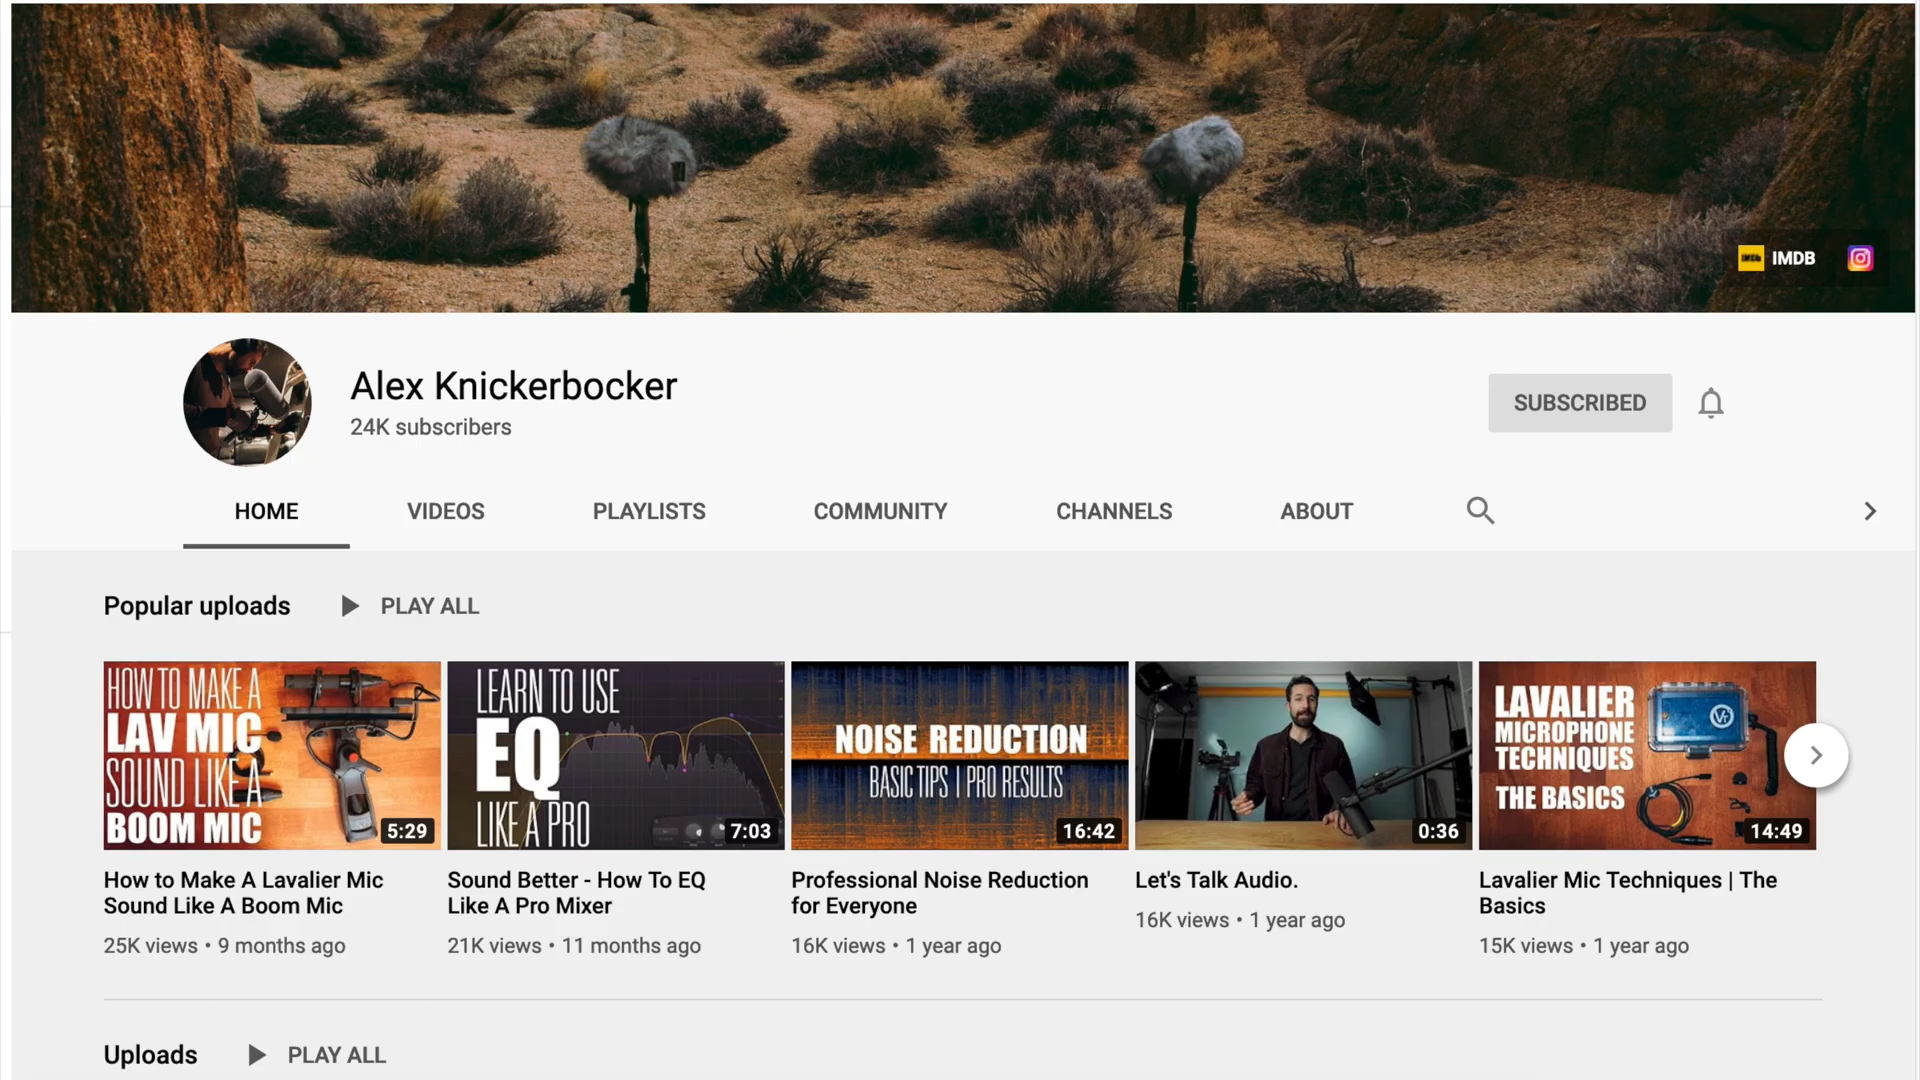 IMDb IMDB
Alex Knickerbocker
24K subscribers
SUBSCRIBED
HOME VIDEOS PLAYLISTS COMMUNITY CHANNELS ABOUT
Popular uploads PLAY ALL
HOW TO MAKE A
LAV MIC
SOUND LIKE A
BOOM MIC
5:29
LEARN TO USE
EQ
LIKE A PRO
7:03
NOISE REDUCTION
BASIC TIPS | PRO RESULTS
16:42
0:36
LAVALIER
MICROPHONE
TECHNIQUES
THE BASICS
14:49
How to Make A Lavalier Mic
Sound Like A Boom Mic
25K views • 9 months ago
Sound Better - How To EQ
Like A Pro Mixer
21K views • 11 months ago
Professional Noise Reduction
for Everyone
16K views • 1 year ago
Let's Talk Audio.
16K views • 1 year ago
Lavalier Mic Techniques | The
Basics
15K views • 1 year ago
Uploads PLAY ALL